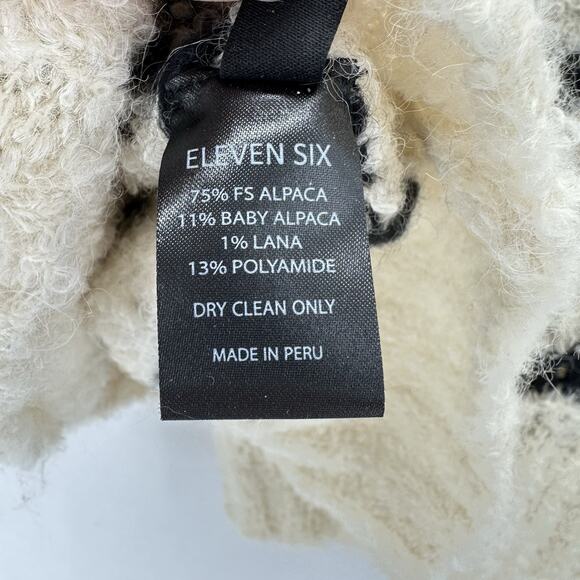 ELEVEN SIX
75% FS ALPACA
11% BABY ALPACA
1% LANA
13% POLYAMIDE
DRY CLEAN ONLY
MADE IN PERU